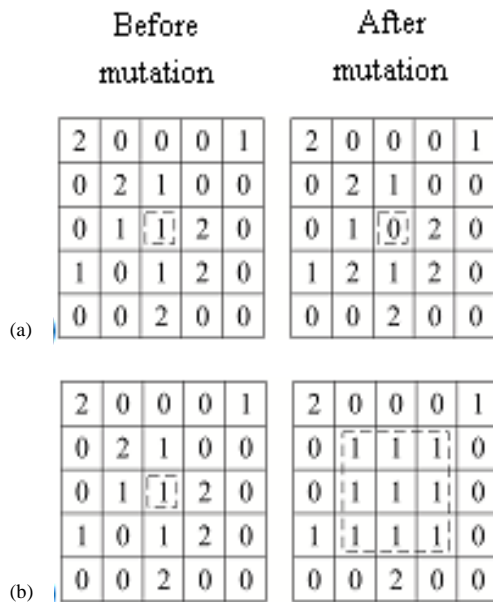 Before After
mutation mutation
2 0 0 0 1 2 0 0 0 1
0 2 1 0 0 0 2 1 0 0
0 1 1 2 0 0 1 0 2 0
1 0 1 2 0 1 2 1 2 0
(a) 0 0 2 0 0 0 0 2 0 0
2 0 0 0 1 2 0 0 0 1
0 2 1 0 0 0 1 1 1 0
0 1 1 2 0 0 1 1 1 0
1 0 1 2 0 1 1 1 1 0
(b) 0 0 2 0 0 0 0 2 0 0